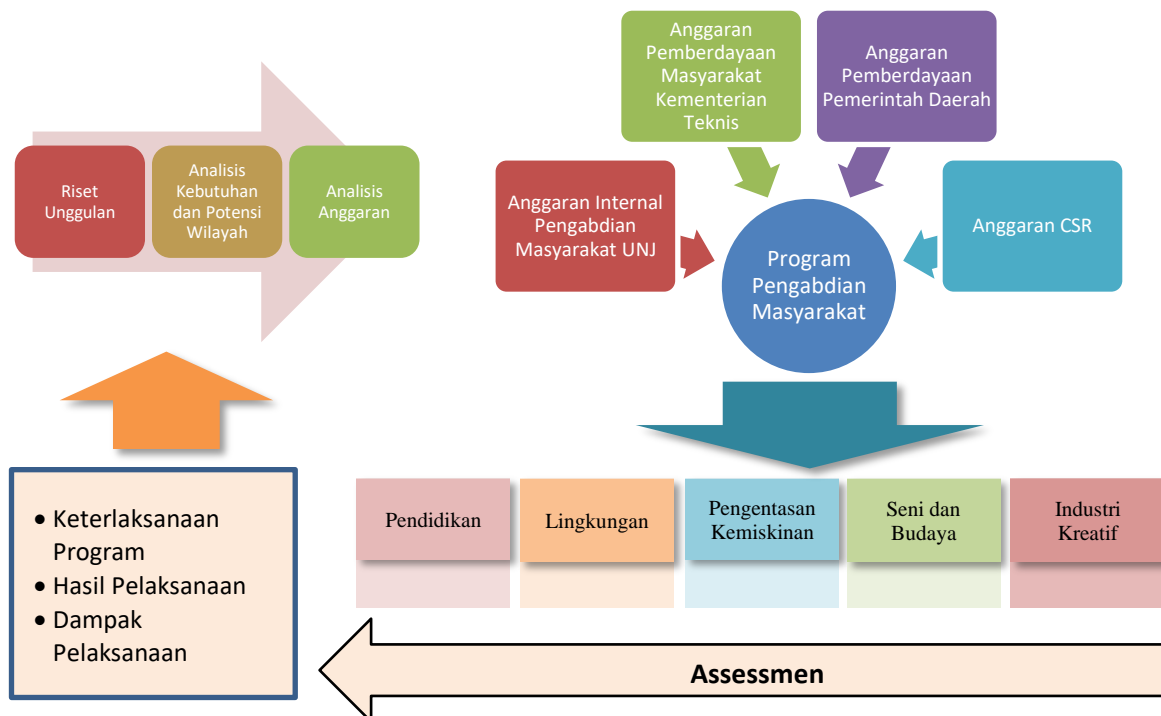 Riset
Unggulan
Analisis
Kebutuhan
dan Potensi
Wilayah
Analisis
Anggaran
Anggaran Internal
Pengabdian
Masyarakat UNJ
Anggaran
Pemberdayaan
Masyarakat
Kementerian
Teknis
Anggaran
Pemberdayaan
Pemerintah Daerah
Anggaran CSR
Program
Pengabdian
Masyarakat
Pendidikan
Lingkungan
Pengentasan
Kemiskinan
Seni dan
Budaya
Industri
Kreatif
Assessmen
• Keterlaksanaan
Program
• Hasil Pelaksanaan
• Dampak
Pelaksanaan